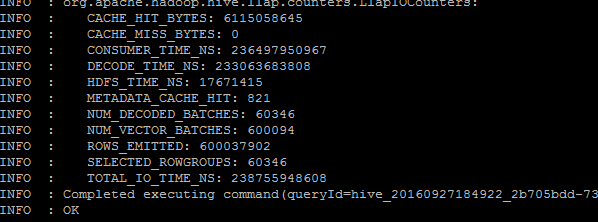 INFO : org.apache.hadoop.hive.llap.counters.LlapIOCounters:
INFO : CACHE_HIT_BYTES: 6115058645
INFO : CACHE_MISS_BYTES: 0
INFO : CONSUMER_TIME_NS: 236497950967
INFO : DECODE_TIME_NS: 233063683808
INFO : HDFS_TIME_NS: 17671415
INFO : METADATA_CACHE_HIT: 821
INFO : NUM_DECODED_BATCHES: 60346
INFO : NUM_VECTOR_BATCHES: 600094
INFO : ROWS_EMITTED: 600037902
INFO : SELECTED_ROWGROUPS: 60346
INFO : TOTAL_IO_TIME_NS: 238755948608
INFO : Completed executing command(queryId=hive_20160927184922_2b705bdd-73
INFO : OK